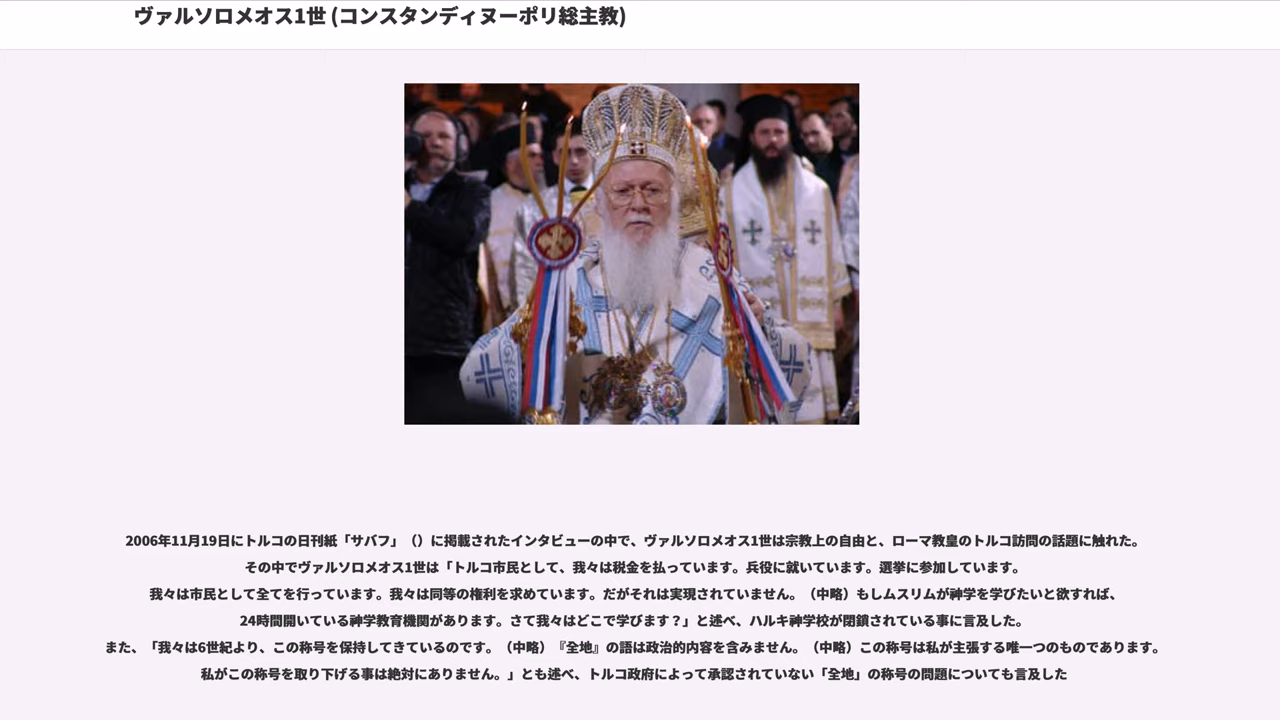 ヴァルソロメオス1世 (コンスタンディヌーポリ総主教)
2006年11月19日にトルコの日刊紙「サバフ」（）に掲載されたインタビューの中で、ヴァルソロメオス1世は宗教上の自由と、ローマ教皇のトルコ訪問の話題に触れた。
その中でヴァルソロメオス1世は「トルコ市民として、我々は税金を払っています。兵役に就いています。選挙に参加しています。
我々は市民として全てを行っています。我々は同等の権利を求めています。だがそれは実現されていません。（中略）もしムスリムが神学を学びたいと欲すれば、
24時間開いている神学教育機関があります。さて我々はどこで学びます？」と述べ、ハルキ神学校が閉鎖されている事に言及した。
また、「我々は6世紀より、この称号を保持してきているのです。（中略）『全地』の語は政治的内容を含みません。（中略）この称号は私が主張する唯一つのものであります。
私がこの称号を取り下げる事は絶対にありません。」とも述べ、トルコ政府によって承認されていない「全地」の称号の問題についても言及した